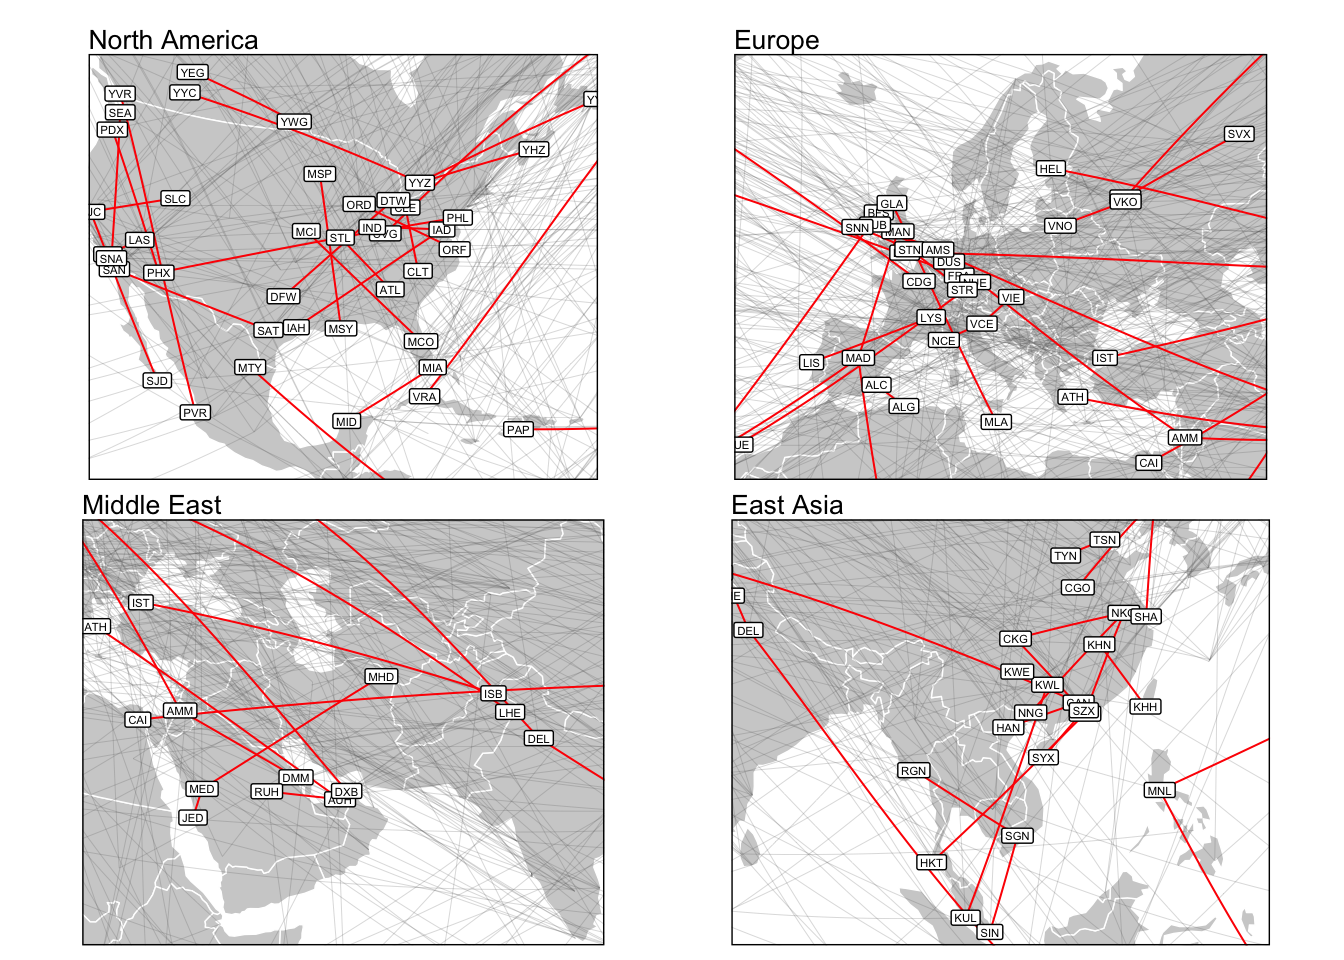 North America
YEG
YYC
YVR
SEA
PDX
YWG
YHZ
MSP
YYZ
SLC
ORD
DTW
CLE
PHL
MCI
STL
IND
IAD
LAS
ORF
SNA
SAN
PHX
CLT
DFW
ATL
SAT
IAH
MSY
MCO
MTY
MIA
SJD
VRA
PVR
MID
PAP
Europe
SVX
HEL
GLA
VKO
SNN
MAN
VNO
STN
AMS
DUS
CDG
STR
VIE
LYS
VCE
NCE
LIS
MAD
IST
ALC
ATH
ALG
MLA
AMM
CAI
Middle East
IST
ATH
MHD
ISB
AMM
LHE
CAI
DEL
DMM
MED
RUH
DXB
AUH
JED
East Asia
TSN
TYN
CGO
NKG
SHA
DEL
CKG
KHN
KWE
KWL
CAN
NNG
SZX
KHH
HAN
SYX
RGN
MNL
SGN
HKT
KUL
SIN